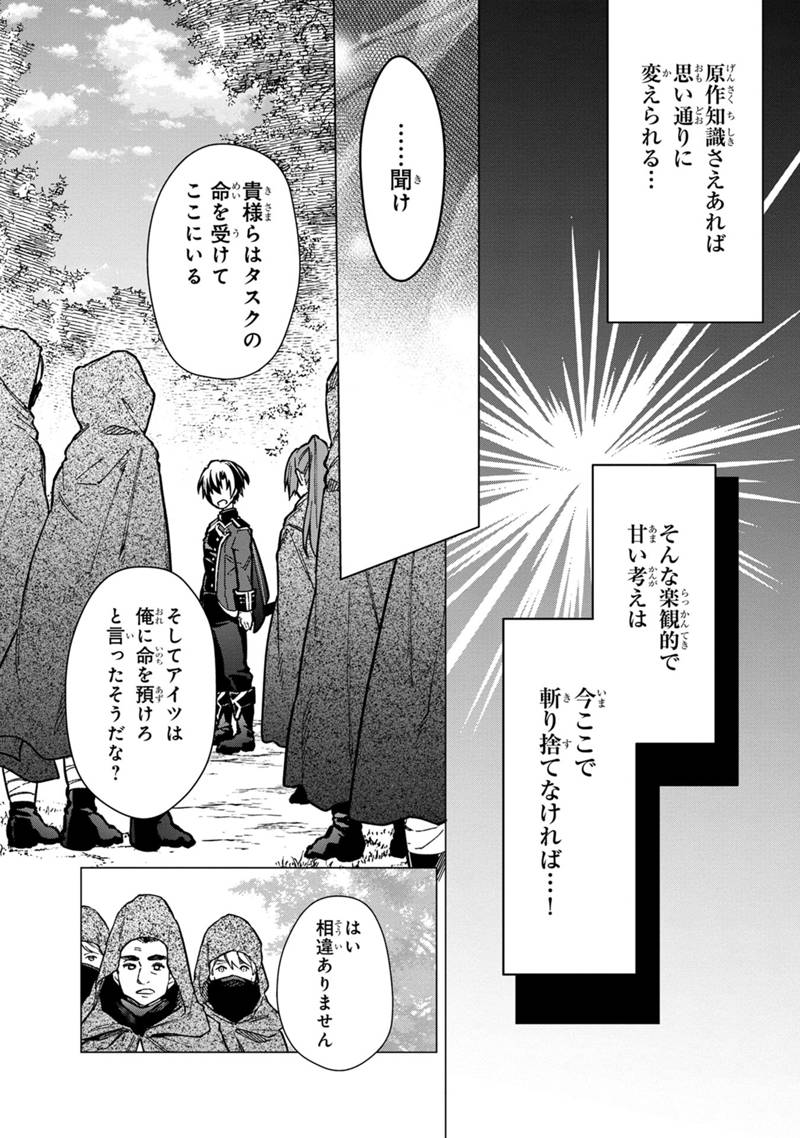 原作知識さえあれば
思い通りに
変えられる…
そんな楽観的で
甘い考えは
今ここで
斬り捨てなければ…！
……聞け
貴様らはタスクの
命を受けて
ここにいる
そしてアイツは
俺に命を預けろ
と言ったそうだな？
はい
相違ありません